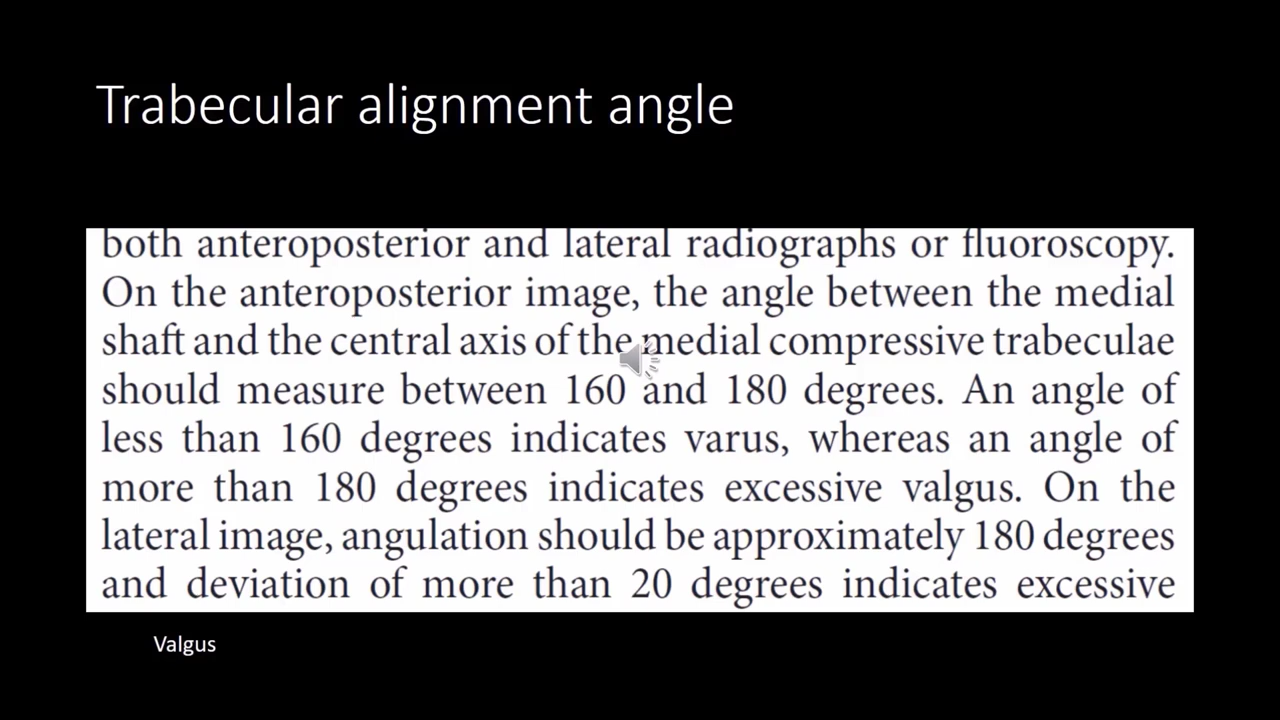 Trabecular alignment angle
both anteroposterior and lateral radiographs or fluoroscopy.
On the anteroposterior image, the angle between the medial
shaft and the central axis of the medial compressive trabeculae
should measure between 160 and 180 degrees. An angle of
less than 160 degrees indicates varus, whereas an angle of
more than 180 degrees indicates excessive valgus. On the
lateral image, angulation should be approximately 180 degrees
and deviation of more than 20 degrees indicates excessive
Valgus